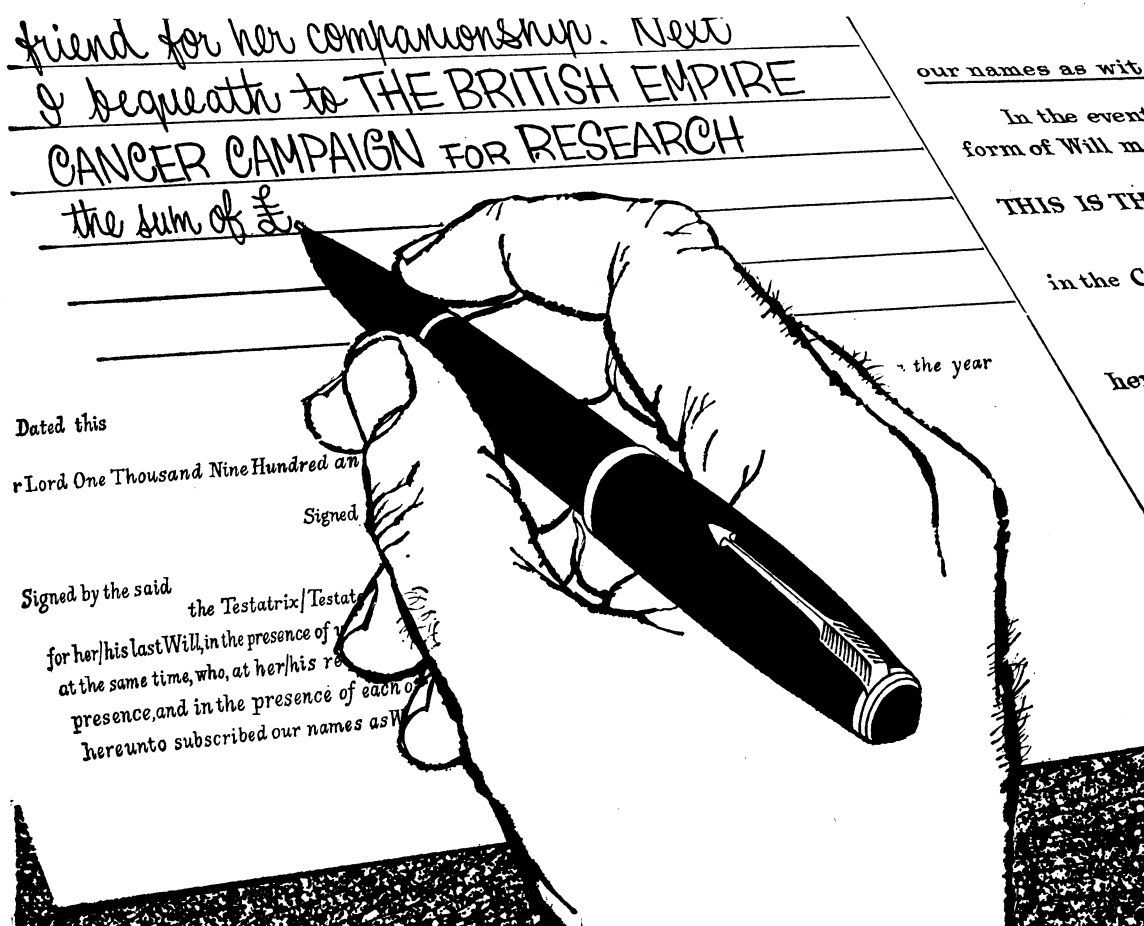 friend for her companionship. Next
I bequeath to THE BRITISH EMPIRE
CANCER CAMPAIGN FOR RESEARCH
the sum of £
the year
Dated this
r Lord One Thousand Nine Hundred an
Signed
Signed by the said
the Testatrix/Testat
for her/his last Will, in the presence of
at the same time, who, at her/his re
presence, and in the presence of each o
hereunto subscribed our names as W
our names as wit
In the event
form of Will m
THIS IS TH
in the C
her